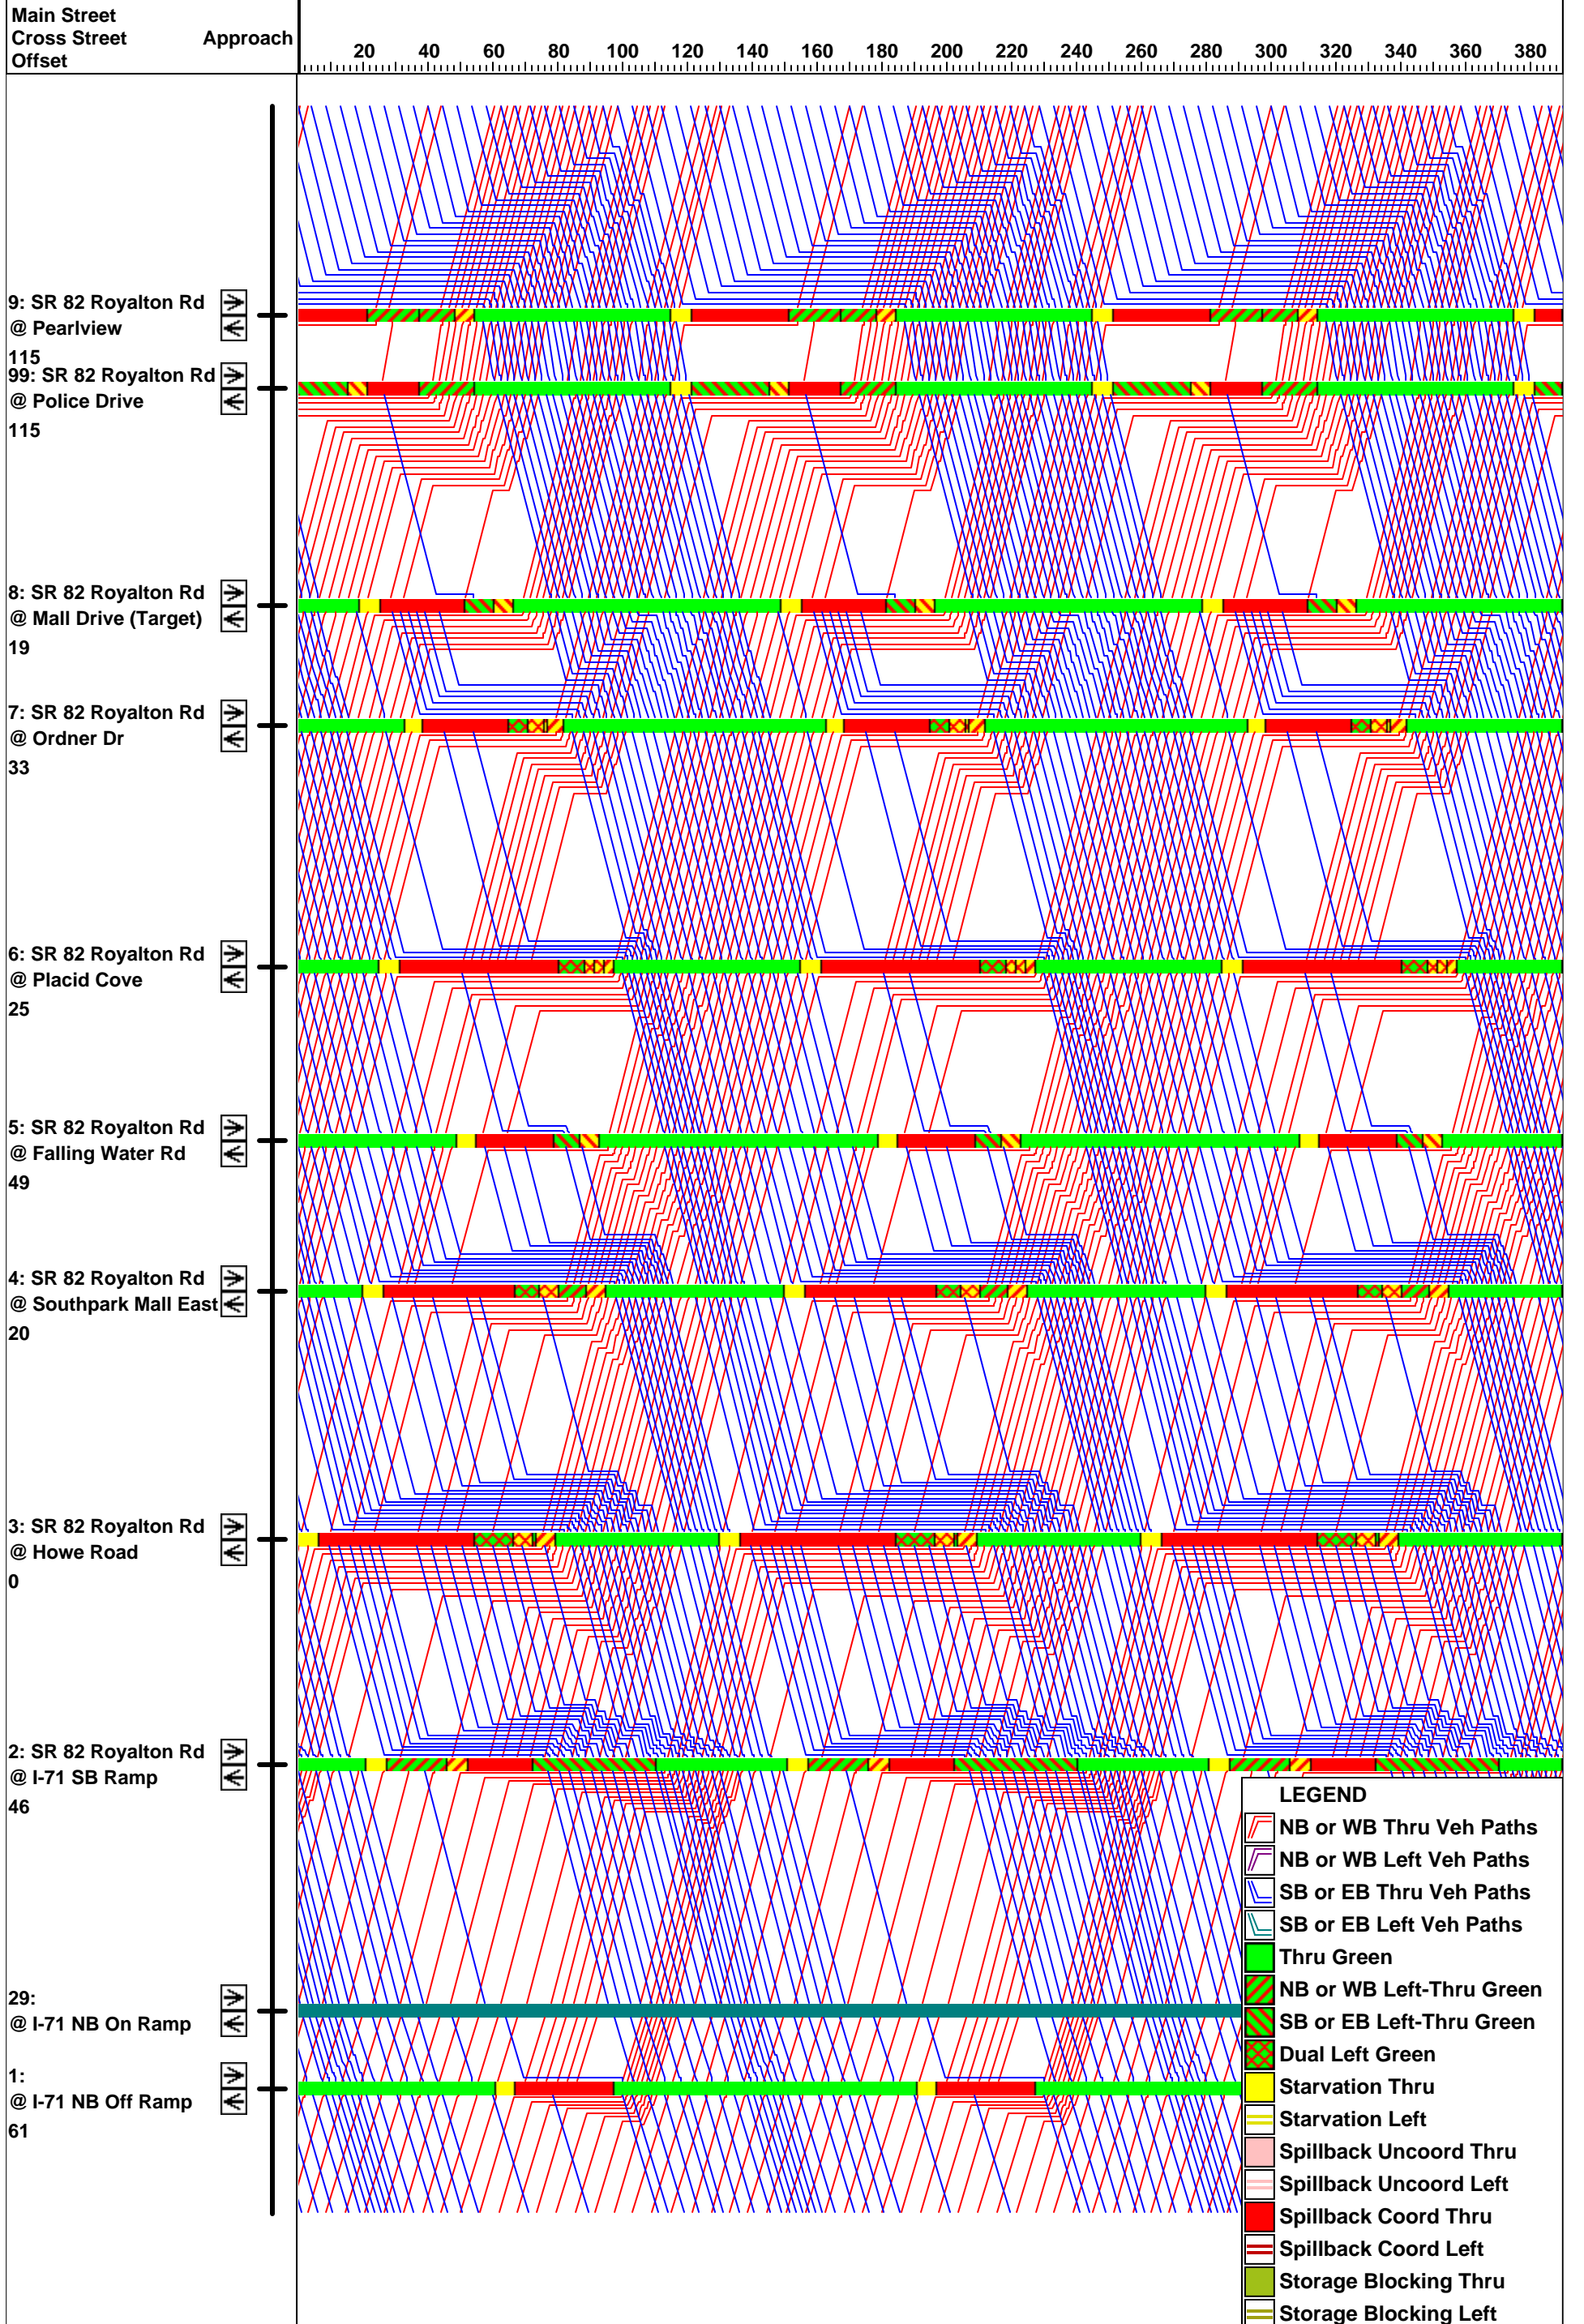 Main Street
Cross Street Approach
Offset
20 40 60 80 100 120 140 160 180 200 220 240 260 280 300 320 340 360 380
9: SR 82 Royalton Rd
@ Pearlview
115
99: SR 82 Royalton Rd
@ Police Drive
115
8: SR 82 Royalton Rd
@ Mall Drive (Target)
19
7: SR 82 Royalton Rd
@ Ordner Dr
33
6: SR 82 Royalton Rd
@ Placid Cove
25
5: SR 82 Royalton Rd
@ Falling Water Rd
49
4: SR 82 Royalton Rd
@ Southpark Mall East
20
3: SR 82 Royalton Rd
@ Howe Road
0
2: SR 82 Royalton Rd
@ I-71 SB Ramp
46
29:
@ I-71 NB On Ramp
1:
@ I-71 NB Off Ramp
61
LEGEND
NB or WB Thru Veh Paths
NB or WB Left Veh Paths
SB or EB Thru Veh Paths
SB or EB Left Veh Paths
Thru Green
NB or WB Left-Thru Green
SB or EB Left-Thru Green
Dual Left Green
Starvation Thru
Starvation Left
Spillback Uncoord Thru
Spillback Uncoord Left
Spillback Coord Thru
Spillback Coord Left
Storage Blocking Thru
Storage Blocking Left